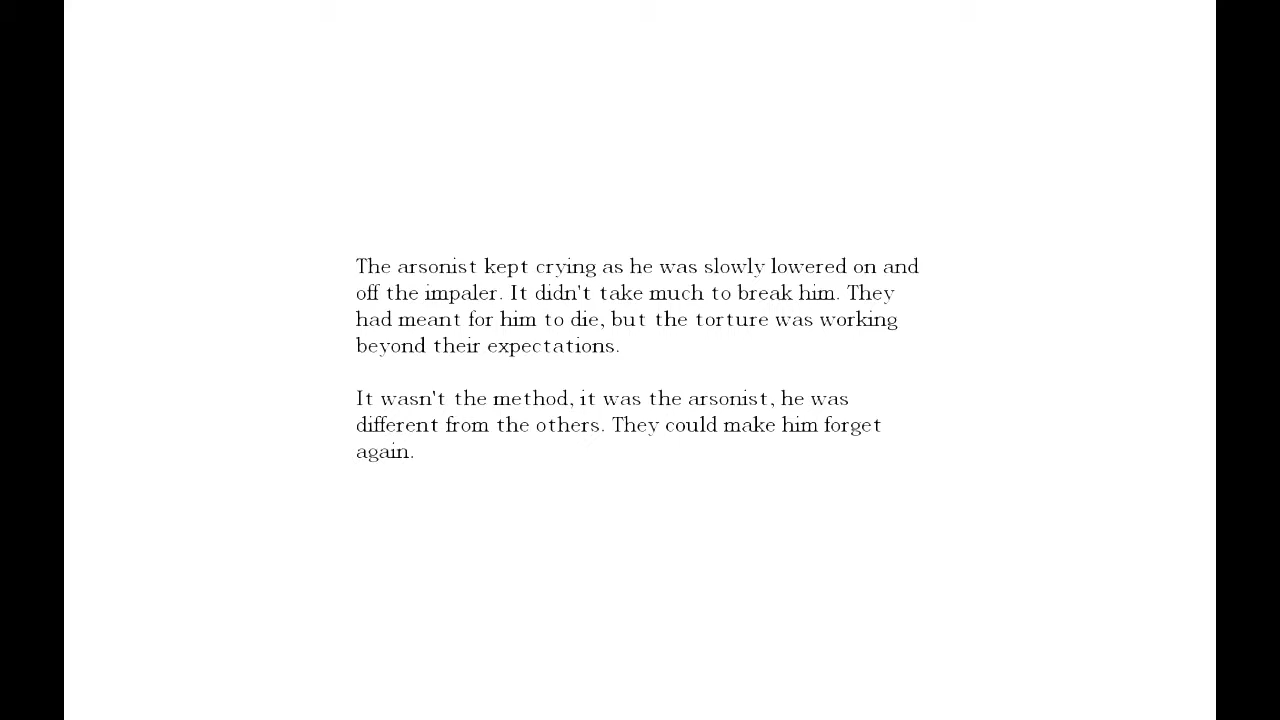 The arsonist kept crying as he was slowly lowered on and
off the impaler. It didn't take much to break him. They
had meant for him to die, but the torture was working
beyond their expectations.
It wasn't the method, it was the arsonist, he was
different from the others. They could make him forget
again.